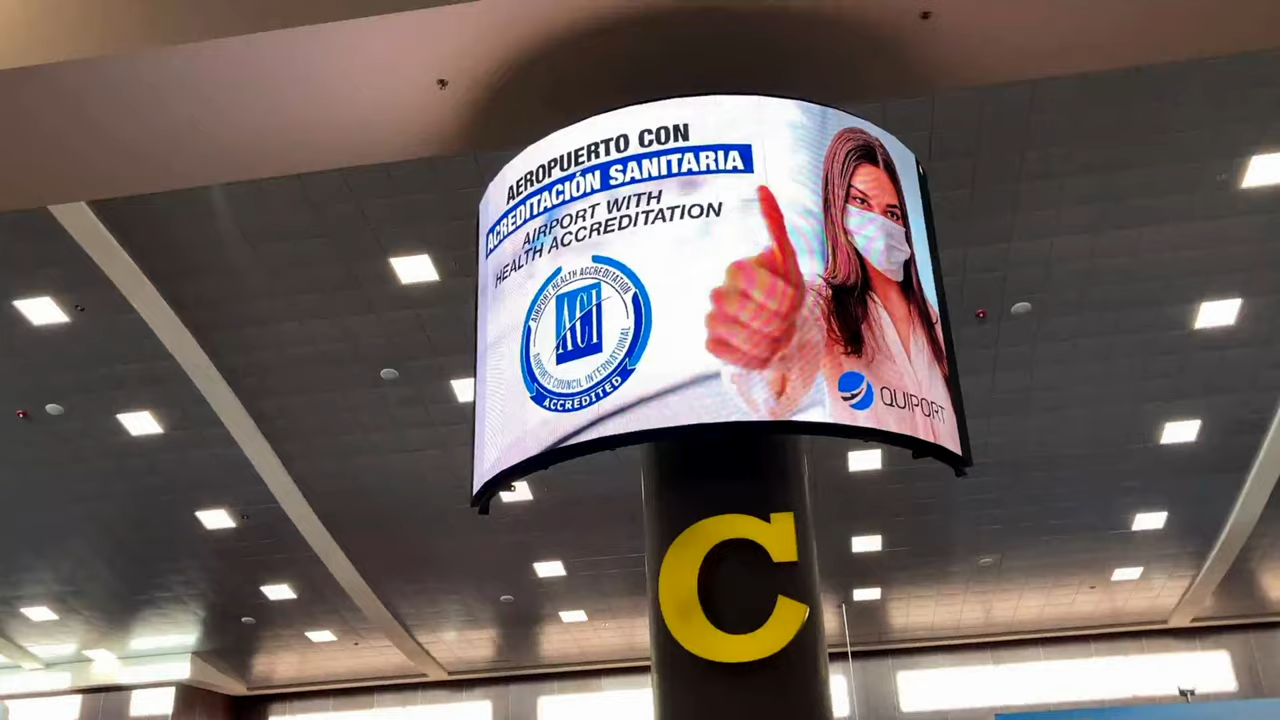 AEROPUERTO CON
ACREDITACIÓN SANITARIA
AIRPORT WITH
HEALTH ACCREDITATION
AIRPORT HEALTH ACCREDITATION
ACI
AIRPORTS COUNCIL INTERNATIONAL
ACCREDITED
QUIPORT
C